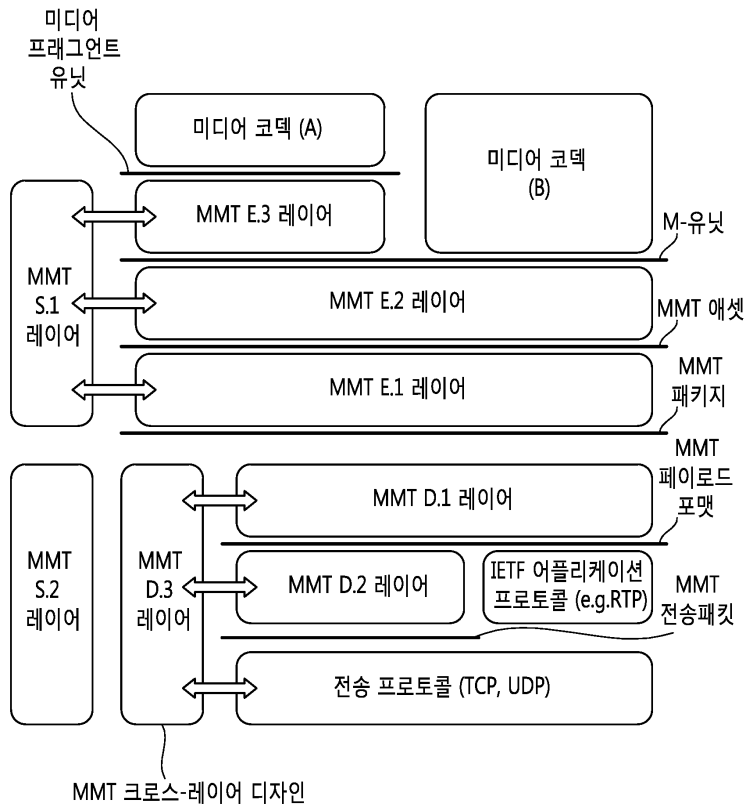 미디어
프래그언트
유닛
미디어 코덱 (A)
미디어 코덱
(B)
MMT E.3 레이어
M-유닛
MMT
S.1
레이어
MMT E.2 레이어
MMT 애셋
MMT E.1 레이어
MMT
패키지
MMT
페이로드
포맷
MMT D.1 레이어
MMT
S.2
레이어
MMT
D.3
레이어
MMT D.2 레이어
IETF 어플리케이션
프로토콜 (e.g.RTP)
MMT
전송패킷
전송 프로토콜 (TCP, UDP)
MMT 크로스-레이어 디자인